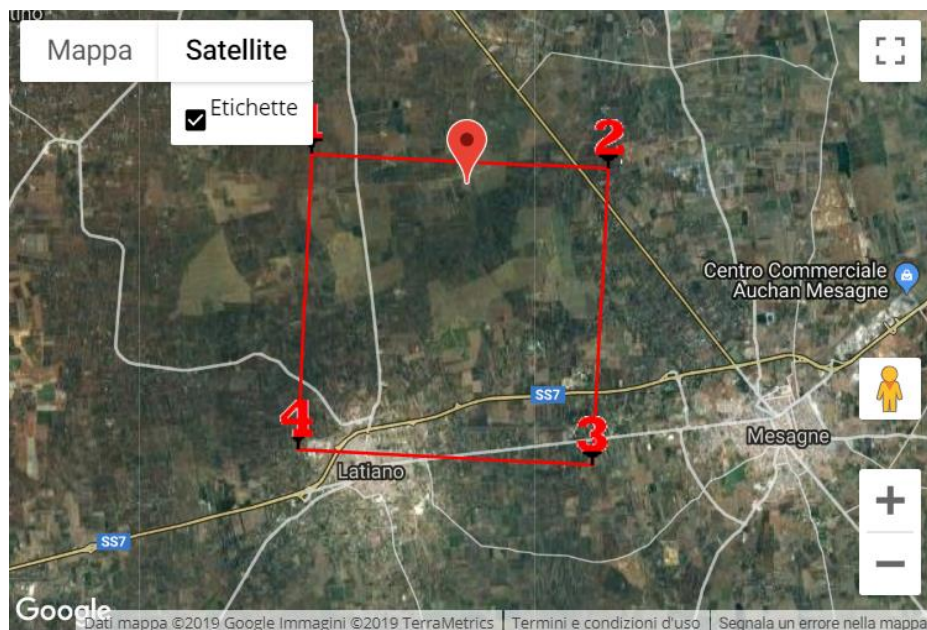 tino
Mappa
Satellite
Etichette
1
2
Centro Commerciale
Auchan Mesagne
SS7
4
3
Mesagne
Latiano
SS7
Google
Dati mappa ©2019 Google Immagini ©2019 TerraMetrics
Termini e condizioni d'uso
Segnala un errore nella mappa